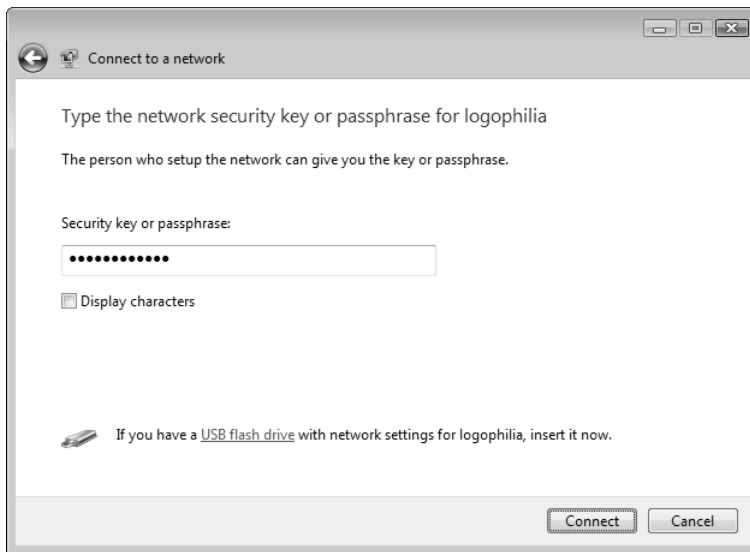 Connect to a network
Type the network security key or passphrase for logophilia
The person who setup the network can give you the key or passphrase.
Security key or passphrase:
••••••••••••
Display characters
If you have a USB flash drive with network settings for logophilia, insert it now.
Connect Cancel